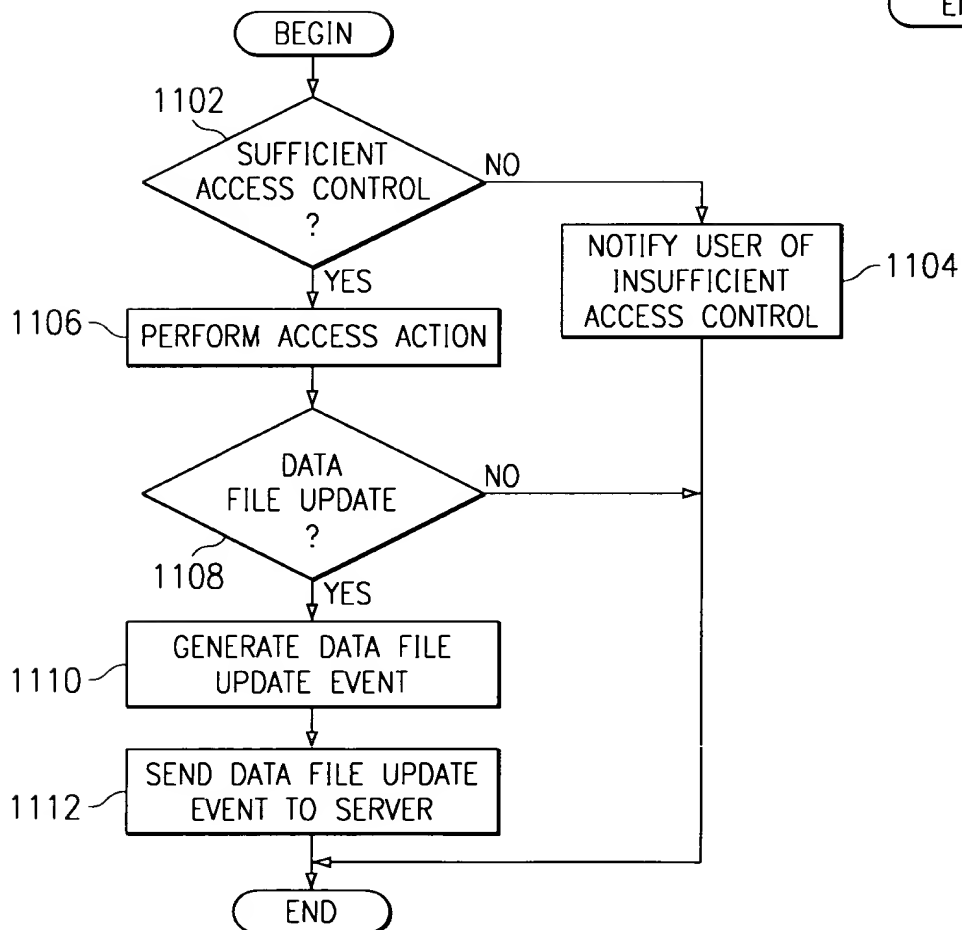 BEGIN
1102
SUFFICIENT
ACCESS CONTROL
?
NO
YES
NOTIFY USER OF
INSUFFICIENT
ACCESS CONTROL
1104
1106
PERFORM ACCESS ACTION
DATA
FILE UPDATE
?
NO
1108
YES
GENERATE DATA FILE
UPDATE EVENT
1110
SEND DATA FILE UPDATE
EVENT TO SERVER
1112
END